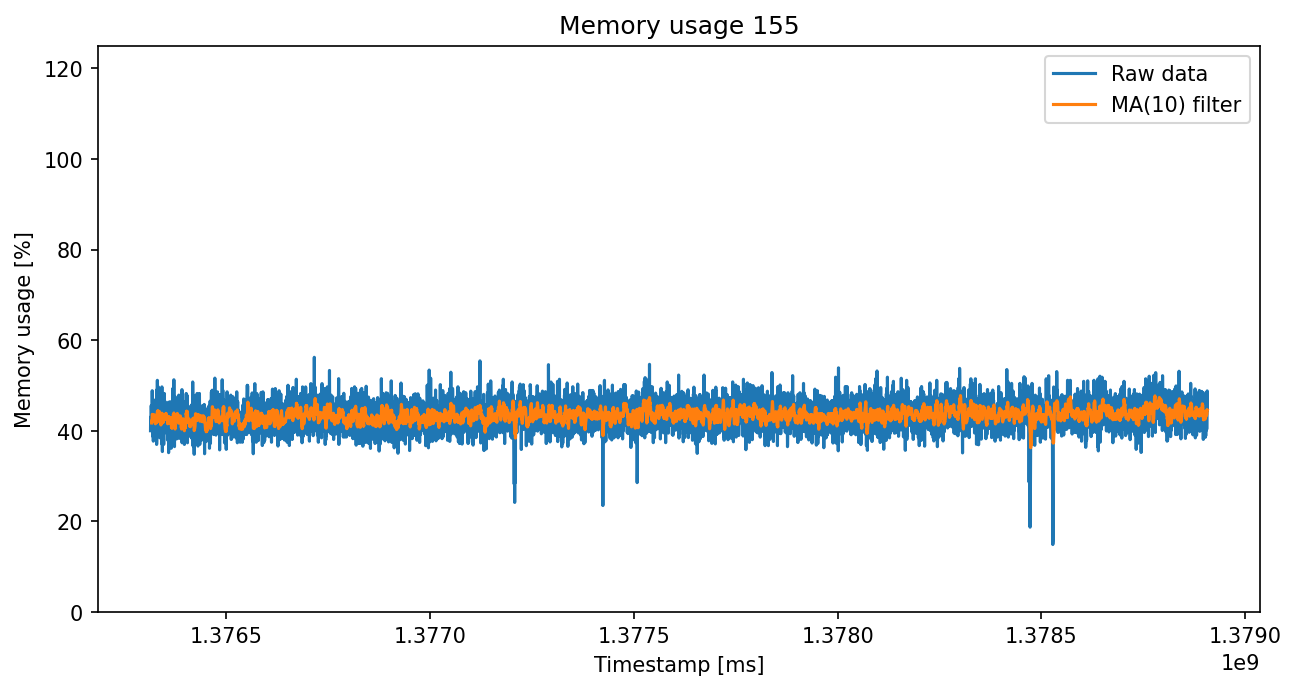 Memory usage 155
Raw data
MA(10) filter
Memory usage [%]
120
100
80
60
40
20
0
1.3765 1.3770 1.3775 1.3780 1.3785 1.3790
1e9
Timestamp [ms]